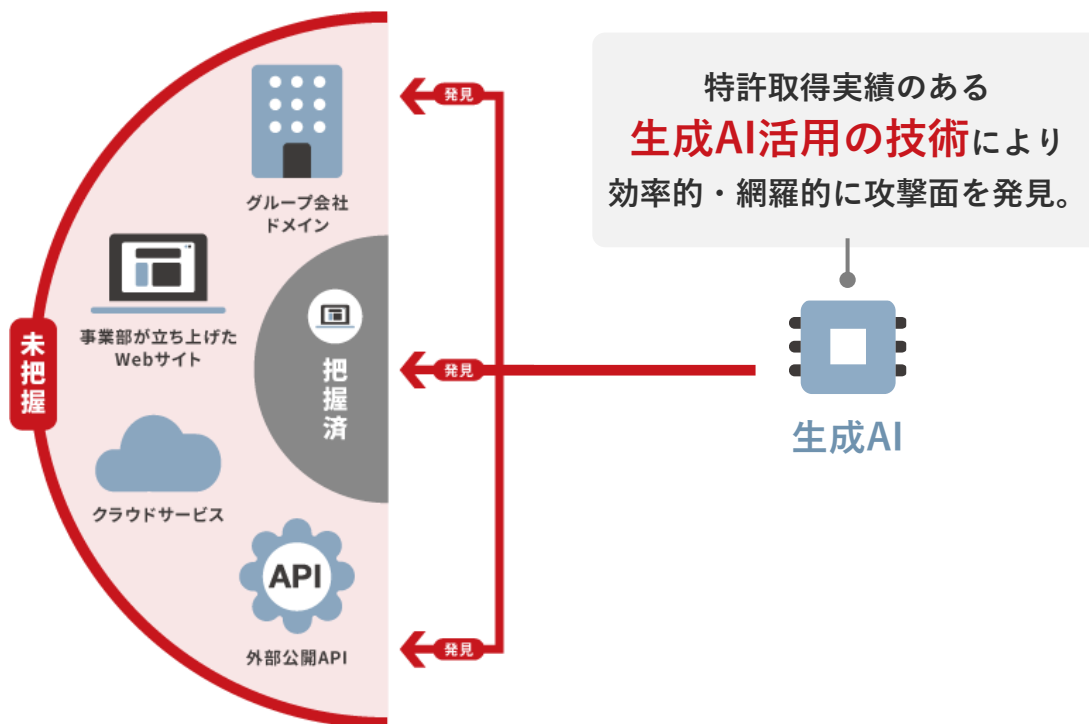 特許取得実績のある
生成AI活用の技術により
効率的・網羅的に攻撃面を発見。
生成AI
発見
発見
発見
グループ会社
ドメイン
事業部が立ち上げた
Webサイト
未把握
把握済
クラウドサービス
API
外部公開API